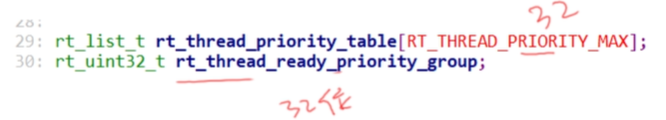 32
28:
29: rt_list_t rt_thread_priority_table[RT_THREAD_PRIORITY_MAX];
30: rt_uint32_t rt_thread_ready_priority_group;
32位